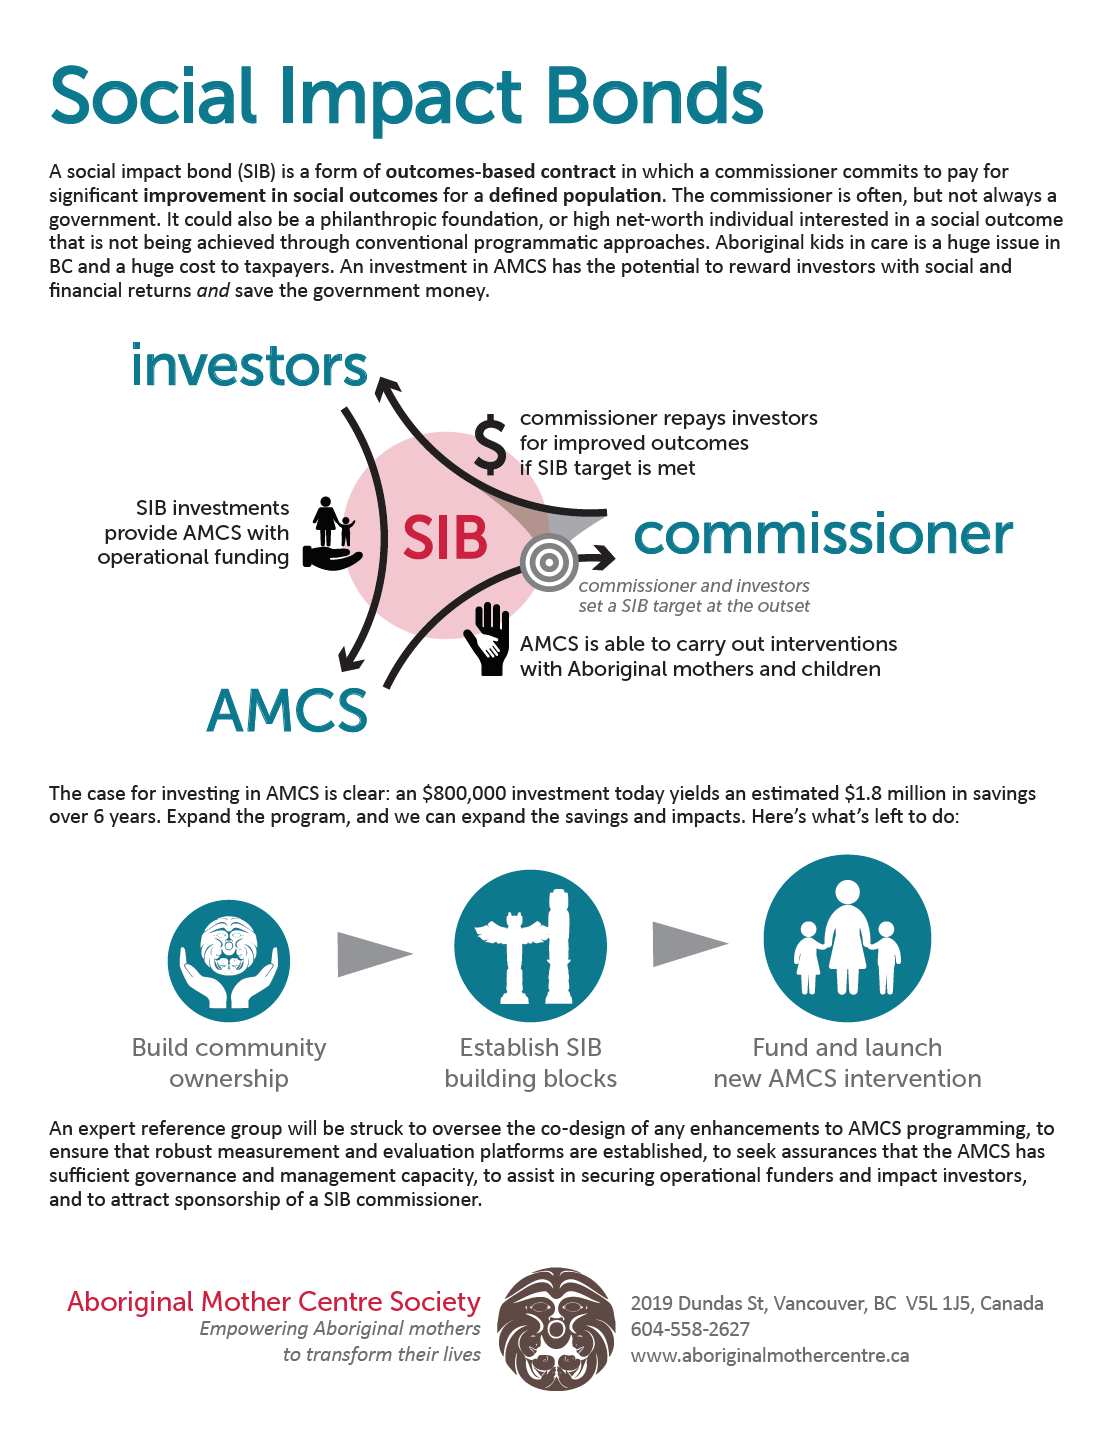 Social Impact Bonds
A social impact bond (SIB) is a form of outcomes-based contract in which a commissioner commits to pay for
significant improvement in social outcomes for a defined population. The commissioner is often, but not always a
government. It could also be a philanthropic foundation, or high net-worth individual interested in a social outcome
that is not being achieved through conventional programmatic approaches. Aboriginal kids in care is a huge issue in
BC and a huge cost to taxpayers. An investment in AMCS has the potential to reward investors with social and
financial returns and save the government money.
investors
$
commissioner repays investors
for improved outcomes
if SIB target is met
SIB investments
provide AMCS with
operational funding
SIB
commissioner
commissioner and investors
set a SIB target at the outset
AMCS is able to carry out interventions
with Aboriginal mothers and children
AMCS
The case for investing in AMCS is clear: an $800,000 investment today yields an estimated $1.8 million in savings
over 6 years. Expand the program, and we can expand the savings and impacts. Here's what's left to do:
Build community
ownership
Establish SIB
building blocks
Fund and launch
new AMCS intervention
An expert reference group will be struck to oversee the co-design of any enhancements to AMCS programming, to
ensure that robust measurement and evaluation platforms are established, to seek assurances that the AMCS has
sufficient governance and management capacity, to assist in securing operational funders and impact investors,
and to attract sponsorship of a SIB commissioner.
Aboriginal Mother Centre Society
Empowering Aboriginal mothers
to transform their lives
2019 Dundas St, Vancouver, BC  V5L 1J5, Canada
604-558-2627
www.aboriginalmothercentre.ca